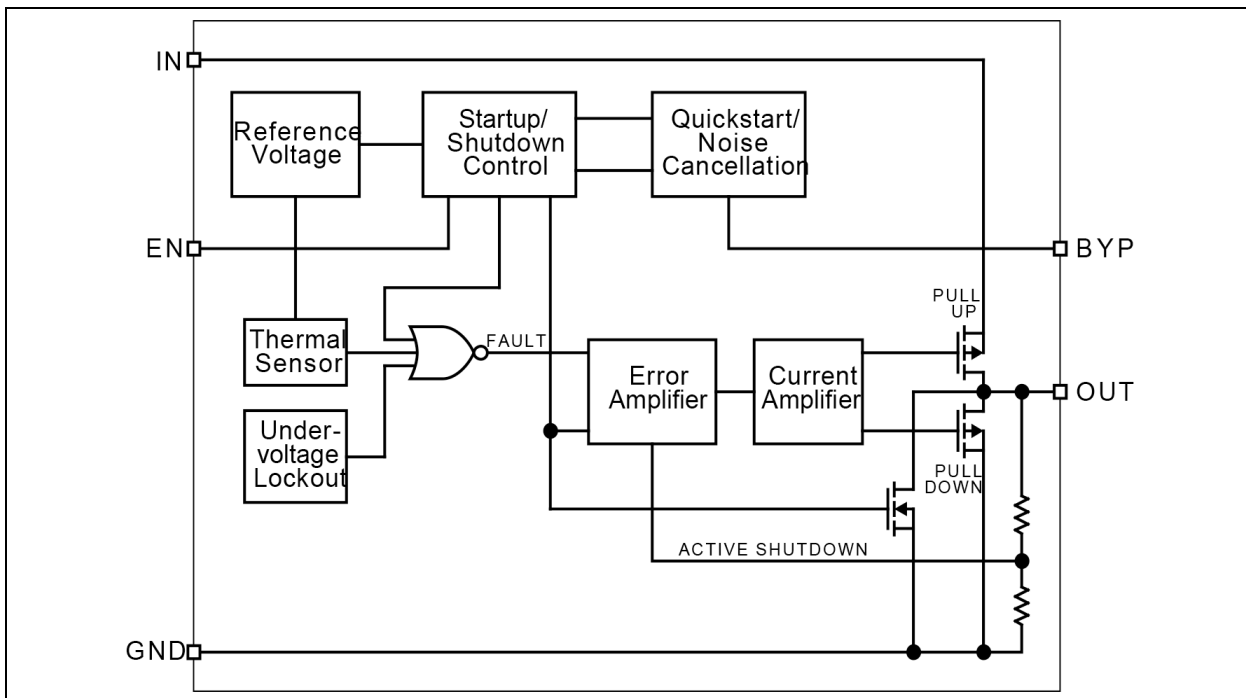 IN
Reference
Voltage
Startup/
Shutdown
Control
Quickstart/
Noise
Cancellation
EN
BYP
PULL
UP
Thermal
Sensor
FAULT
Error
Amplifier
Current
Amplifier
OUT
Under-
voltage
Lockout
PULL
DOWN
ACTIVE SHUTDOWN
GND